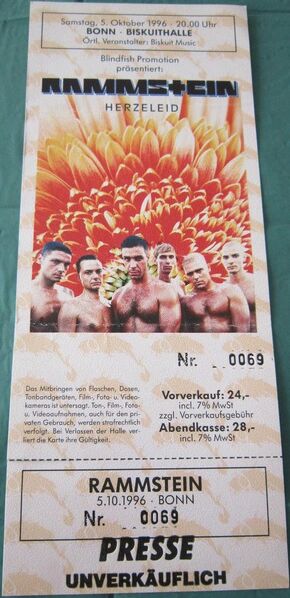 Samstag, 5. Oktober 1996 · 20.00 Uhr
BONN · BISKUITHALLE
Örtl. Veranstalter: Biskuit Music
Blindfish Promotion
präsentiert:
RAMMSTEIN
HERZELEID
Nr. 0069
Das Mitbringen von Flaschen, Dosen,
Tonbandgeräten, Film-, Foto- u. Video-
kameras ist untersagt. Ton-, Film-, Foto-
u. Videoaufnahmen, auch für den pri-
vaten Gebrauch, werden strafrechtlich
verfolgt. Bei Verlassen der Halle ver-
liert die Karte ihre Gültigkeit.
Vorverkauf: 24,-
incl. 7% MwSt
zzgl. Vorverkaufsgebühr
Abendkasse: 28,-
incl. 7% MwSt
RAMMSTEIN
5.10.1996 · BONN
Nr. 0069
PRESSE
UNVERKÄUFLICH